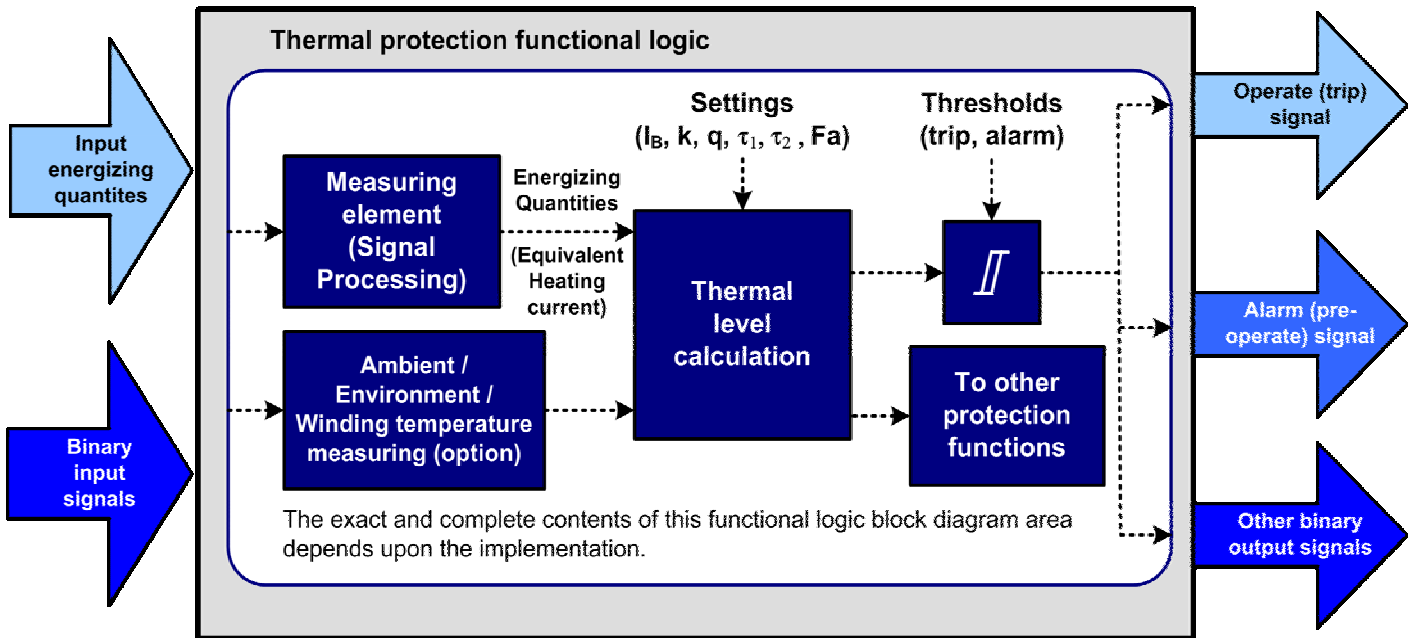 Thermal protection functional logic
Input
energizing
quantites
Binary
input
signals
Measuring
element
(Signal
Processing)
Energizing
Quantities
(Equivalent
Heating
current)
Ambient /
Environment /
Winding temperature
measuring (option)
Settings
(I_B, k, q, τ₁, τ₂ , Fa)
Thermal
level
calculation
Thresholds
(trip, alarm)
To other
protection
functions
The exact and complete contents of this functional logic block diagram area
depends upon the implementation.
Operate (trip)
signal
Alarm (pre-
operate) signal
Other binary
output signals